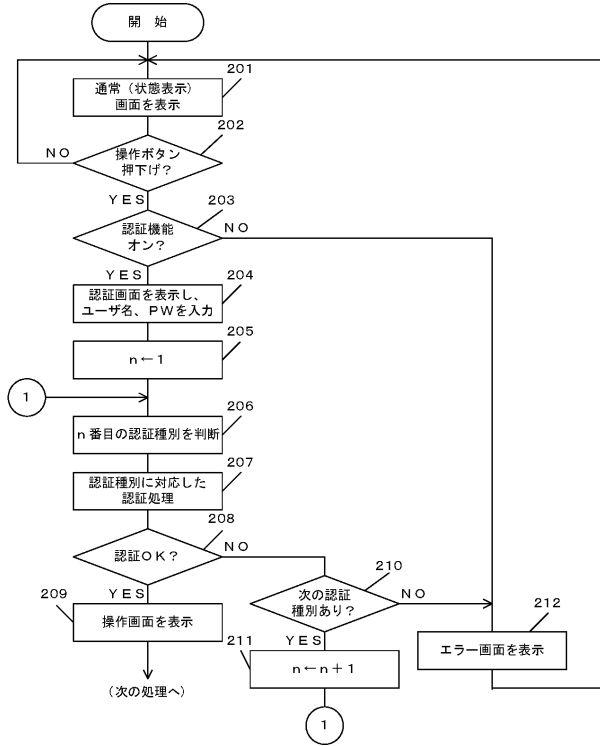 開 始
201
通常（状態表示）
画面を表示
202
操作ボタン
押下げ？
NO
YES
203
認証機能
オン？
NO
YES
204
認証画面を表示し、
ユーザ名、PWを入力
205
n←1
1
206
n番目の認証種別を判断
207
認証種別に対応した
認証処理
208
認証OK？
NO
YES
209
操作画面を表示
（次の処理へ）
210
次の認証
種別あり？
NO
YES
211
n←n＋1
1
212
エラー画面を表示